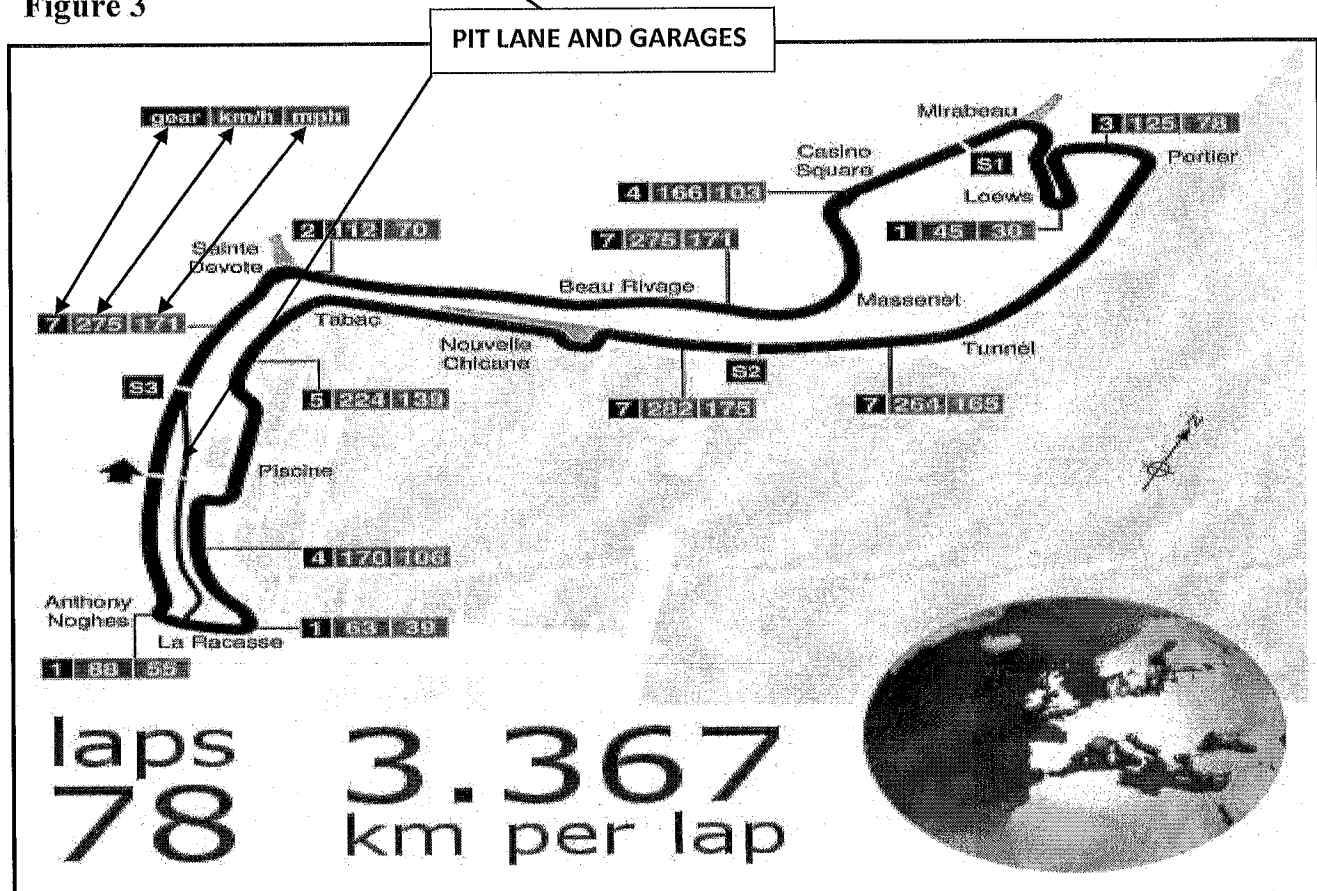 Figure 3
PIT LANE AND GARAGES
gear km/h mph
Mirabeau
3 125 78
Casino
Square
S1
Portier
4 166 103
Loews
2 112 70
7 275 171
1 45 30
Sainte
Devote
Beau Rivage
Massenet
7 275 171
Tabac
Nouvelle
Chicane
Tunnel
S2
S3
5 224 139
7 282 175
7 264 165
N
Piscine
4 170 106
Anthony
Noghes
1 63 39
La Racasse
1 88 55
laps
78
3.367
km per lap